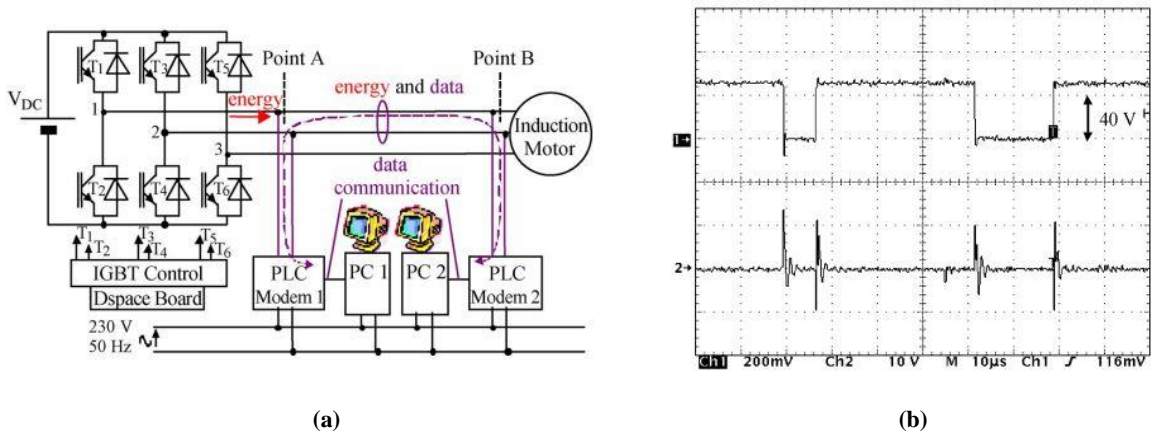 T1
T3
T5
Point A
Point B
VDC
1
energy
energy and data
2
3
Induction
Motor
T2
T4
T6
data
communication
T1
T2
T3
T4
T5
T6
IGBT Control
Dspace Board
PLC
Modem 1
PC 1
PC 2
PLC
Modem 2
230 V
50 Hz
1→
T
40 V
2→
Ch1 200mV Ch2 10 V M 10µs Ch1 116mV
(a)
(b)